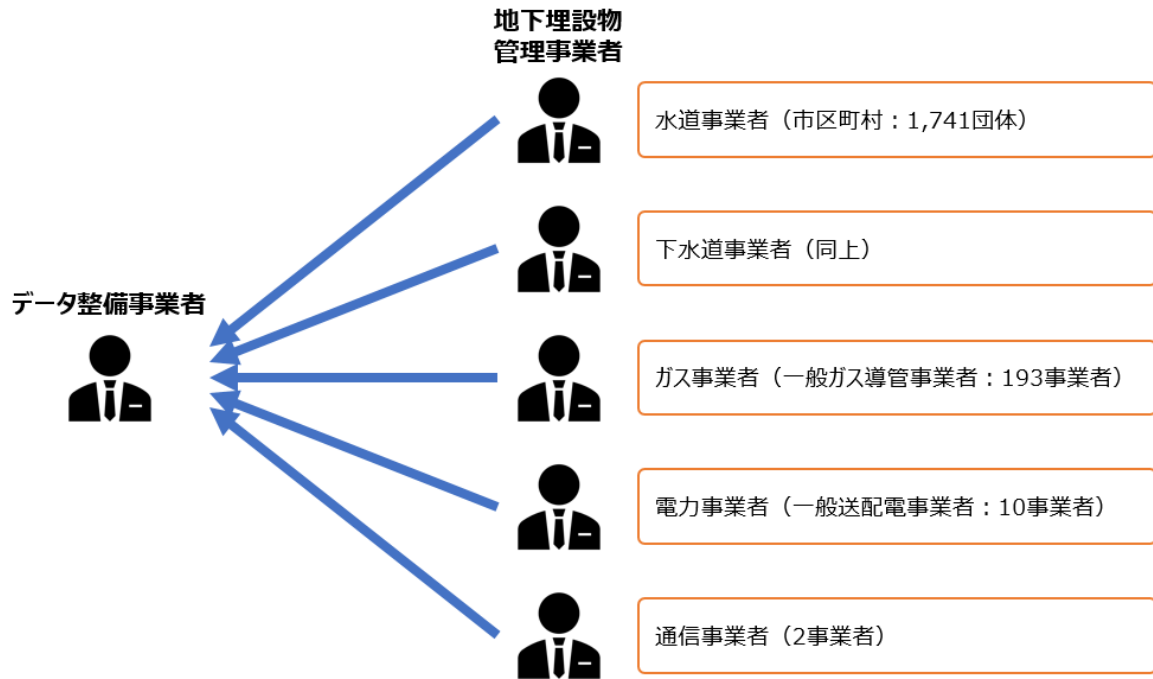 地下埋設物
管理事業者
水道事業者（市区町村：1,741団体）
下水道事業者（同上）
データ整備事業者
ガス事業者（一般ガス導管事業者：193事業者）
電力事業者（一般送配電事業者：10事業者）
通信事業者（2事業者）